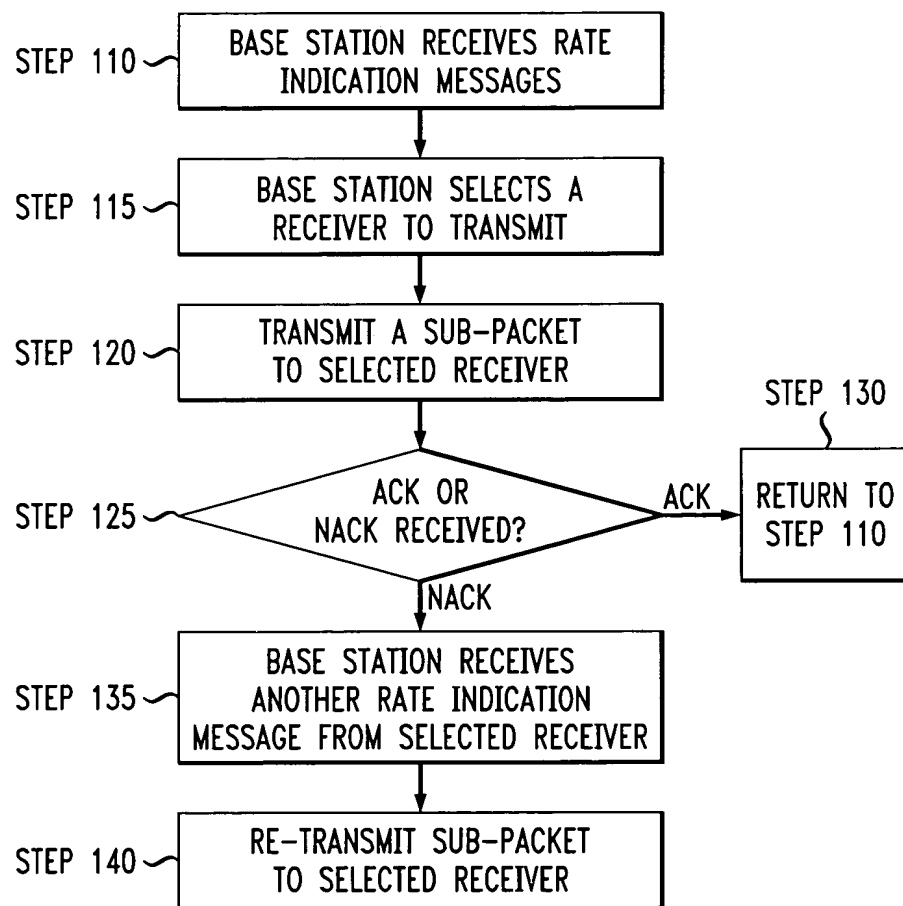 STEP 110
BASE STATION RECEIVES RATE
INDICATION MESSAGES
STEP 115
BASE STATION SELECTS A
RECEIVER TO TRANSMIT
STEP 120
TRANSMIT A SUB-PACKET
TO SELECTED RECEIVER
STEP 125
ACK OR
NACK RECEIVED?
ACK
STEP 130
RETURN TO
STEP 110
NACK
STEP 135
BASE STATION RECEIVES
ANOTHER RATE INDICATION
MESSAGE FROM SELECTED RECEIVER
STEP 140
RE-TRANSMIT SUB-PACKET
TO SELECTED RECEIVER